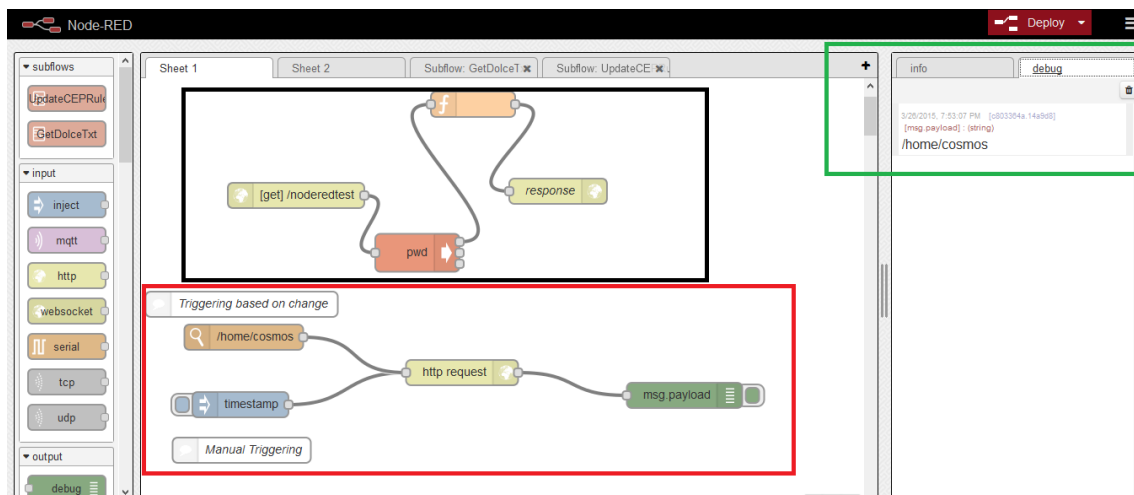 Node-RED
Deploy
subflows
UpdateCEPRule
GetDolceTxt
input
inject
mqtt
http
websocket
serial
tcp
udp
output
debug
Sheet 1
Sheet 2
Subflow: GetDolceT
Subflow: UpdateCE
[get] /noderedtest
response
pwd
Triggering based on change
/home/cosmos
http request
timestamp
msg.payload
Manual Triggering
info
debug
3/26/2015, 7:53:07 PM [c803364a.14a9d8]
[msg.payload] : (string)
/home/cosmos